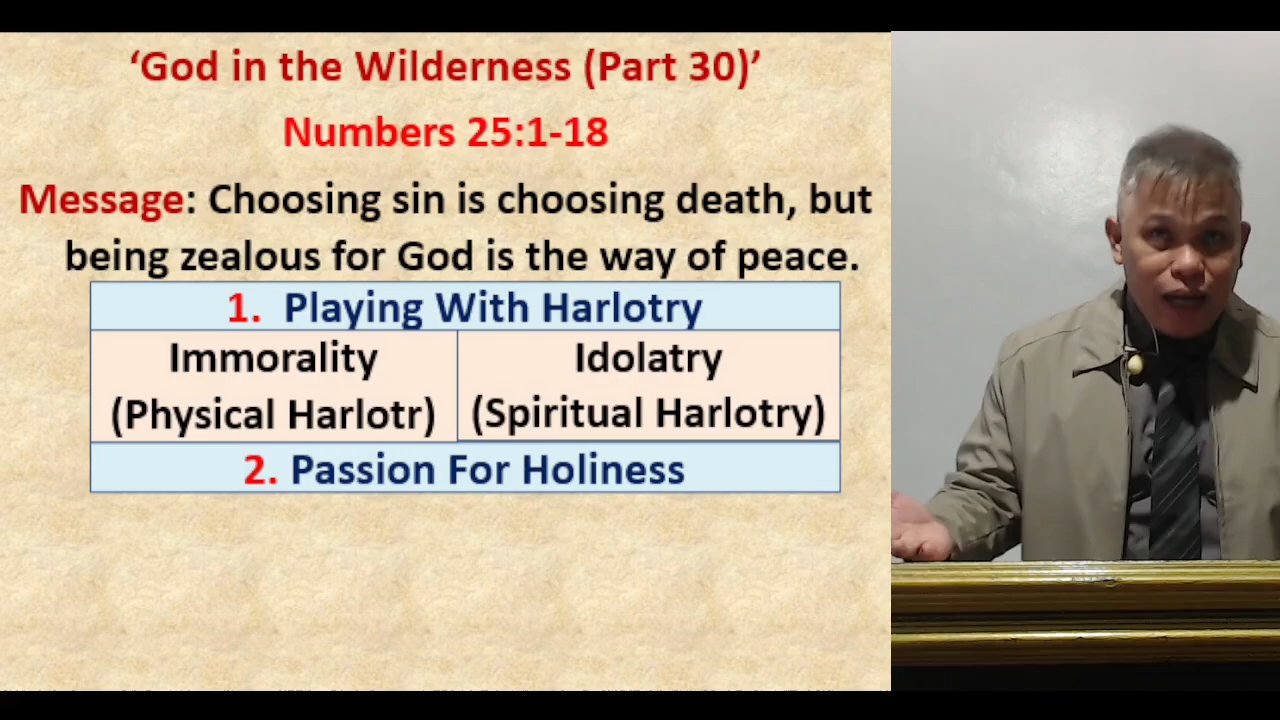 ‘God in the Wilderness (Part 30)’
Numbers 25:1-18
Message: Choosing sin is choosing death, but
being zealous for God is the way of peace.
1. Playing With Harlotry
Immorality
(Physical Harlotr)
Idolatry
(Spiritual Harlotry)
2. Passion For Holiness